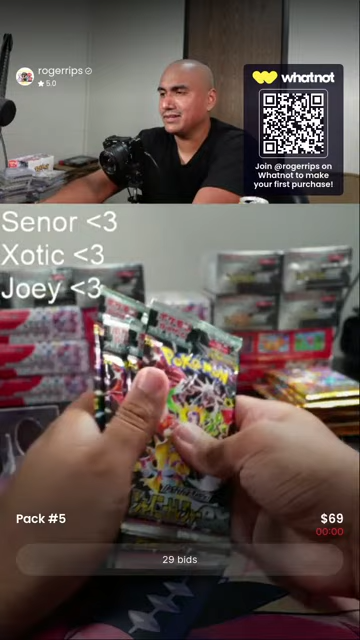 rogerrips
★ 5.0
whatnot
Join @rogerrips on
Whatnot to make
your first purchase!
Senor <3
Xotic <3
Joey <3
POKéMON
Pack #5
$69
00:00
29 bids